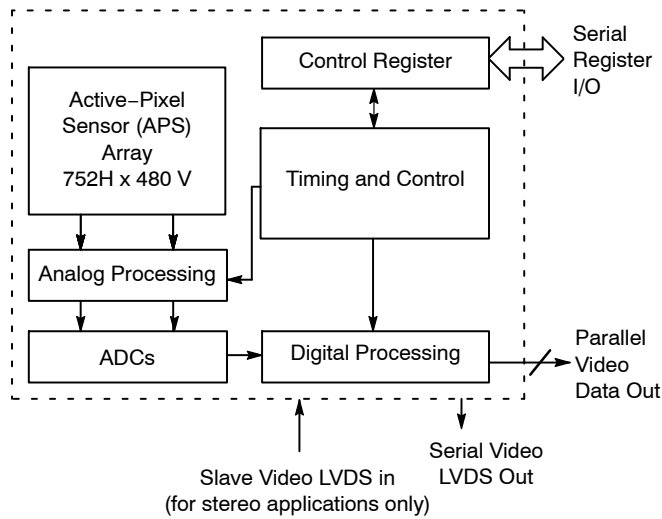 Control Register
Serial
Register
I/O
Active−Pixel
Sensor (APS)
Array
752H x 480 V
Timing and Control
Analog Processing
ADCs
Digital Processing
Parallel
Video
Data Out
Slave Video LVDS in
(for stereo applications only)
Serial Video
LVDS Out